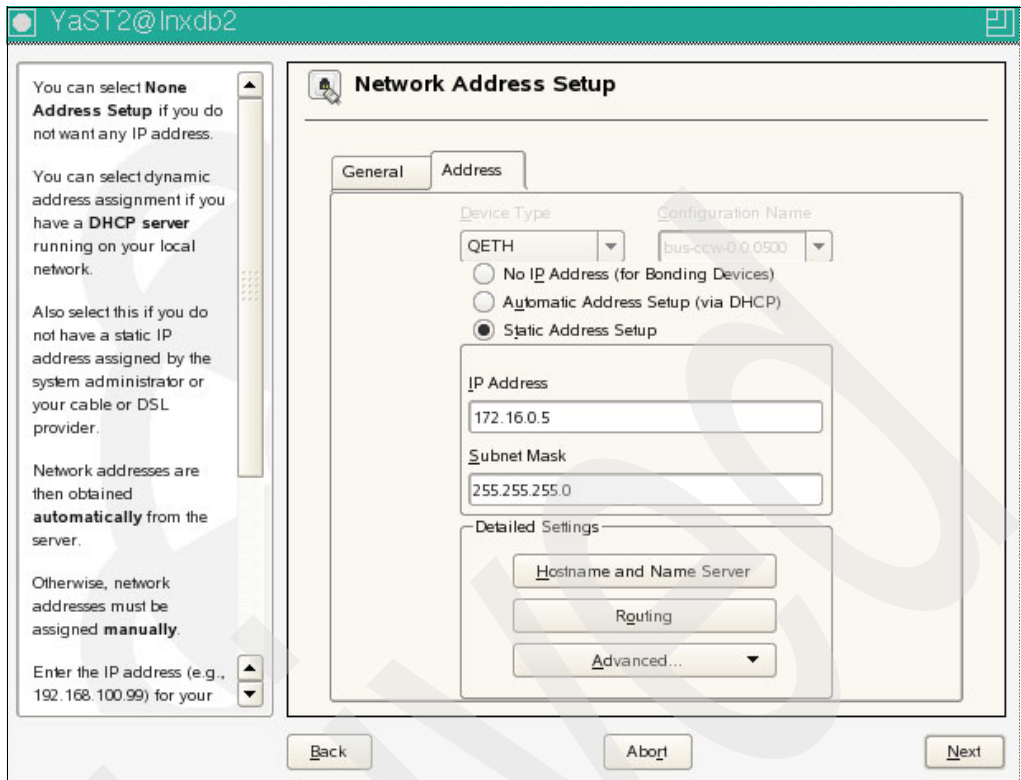 YaST2@lnxdb2
You can select None
Address Setup if you do
not want any IP address.
You can select dynamic
address assignment if you
have a DHCP server
running on your local
network.
Also select this if you do
not have a static IP
address assigned by the
system administrator or
your cable or DSL
provider.
Network addresses are
then obtained
automatically from the
server.
Otherwise, network
addresses must be
assigned manually.
Enter the IP address (e.g.,
192.168.100.99) for your
Network Address Setup
General
Address
Device Type
Configuration Name
QETH
bus-ccw-0.0.0500
No IP Address (for Bonding Devices)
Automatic Address Setup (via DHCP)
Static Address Setup
IP Address
172.16.0.5
Subnet Mask
255.255.255.0
Detailed Settings
Hostname and Name Server
Routing
Advanced...
Back
Abort
Next